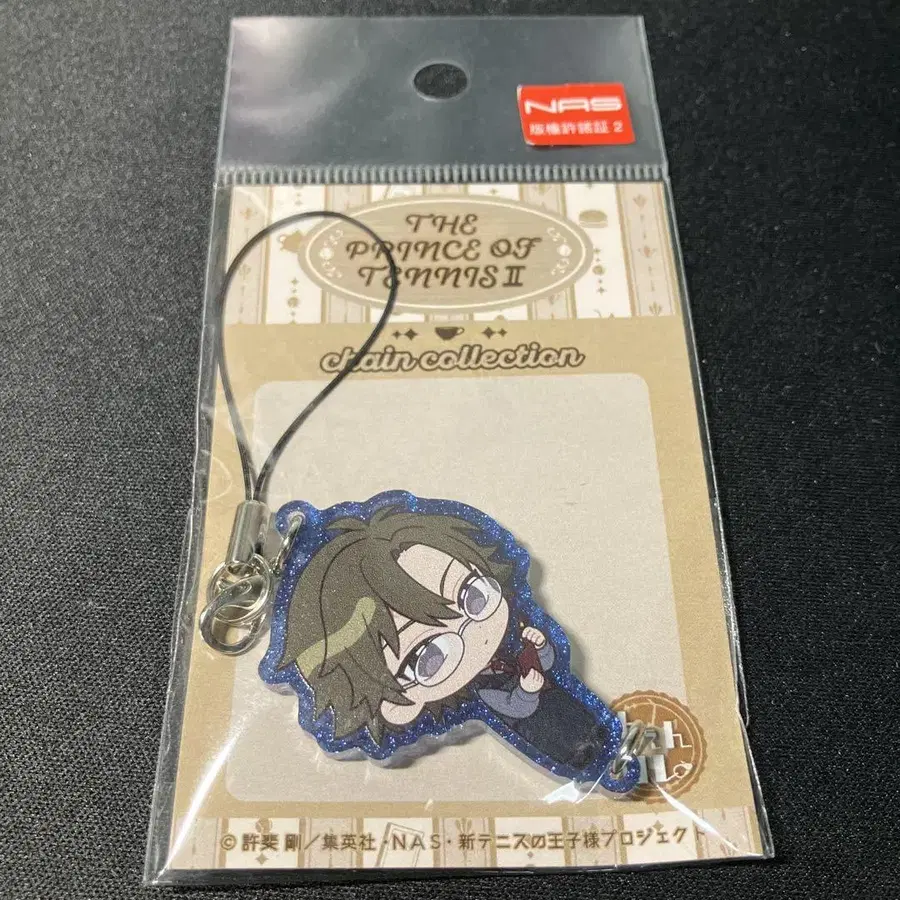 NAS
版権許諾証 2
THE
PRINCE OF
TENNIS II
chain collection
© 許斐 剛／集英社・NAS・新テニスの王子様プロジェクト